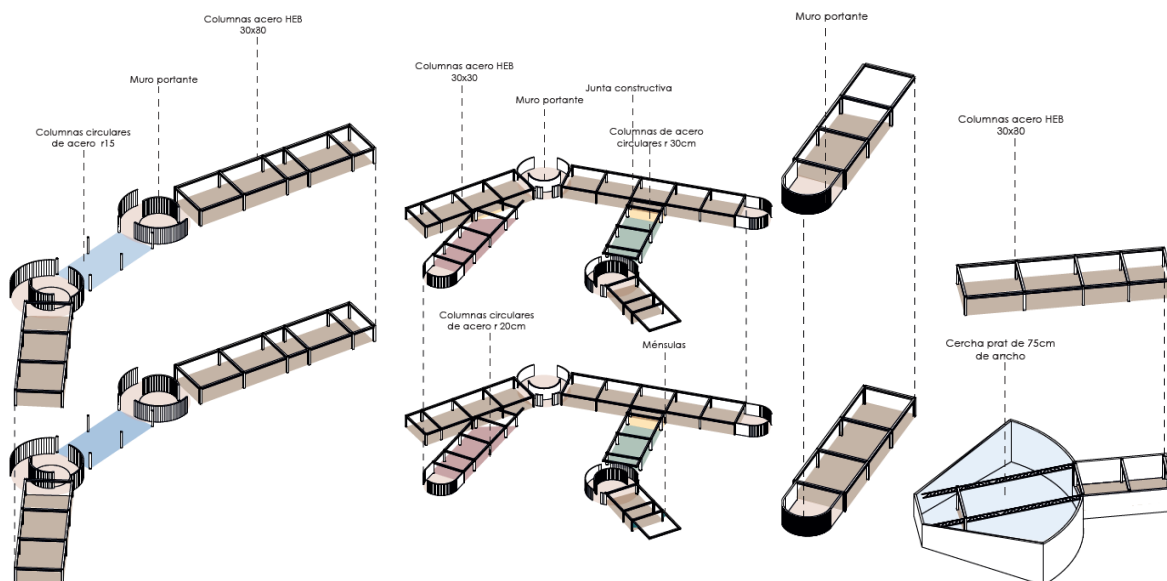 Columnas acero HEB
30x80
Muro portante
Columnas circulares
de acero r15
Columnas acero HEB
30x30
Muro portante
Junta constructiva
Columnas de acero
circulares r 30cm
Muro portante
Columnas acero HEB
30x80
Columnas circulares
de acero r 20cm
Ménsulas
Cercha prat de 75cm
de ancho